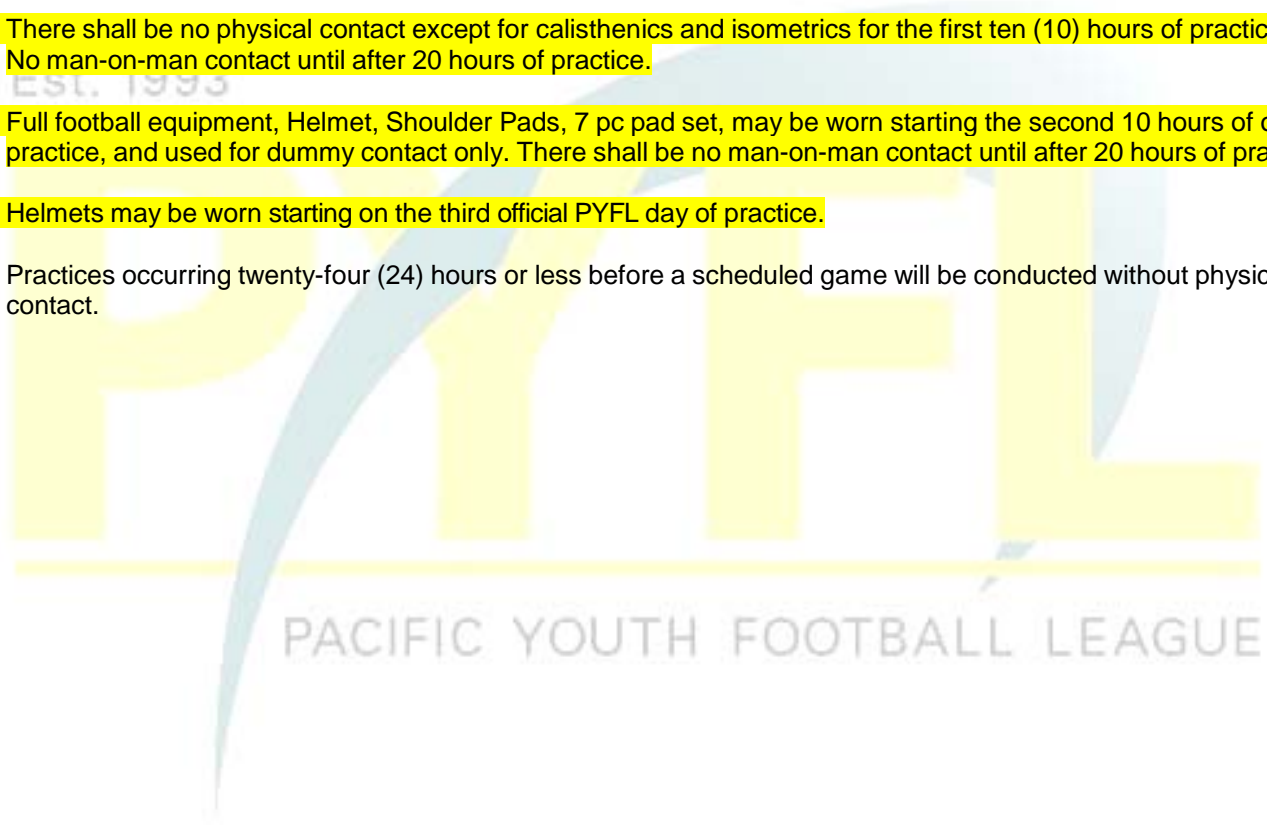 There shall be no physical contact except for calisthenics and isometrics for the first ten (10) hours of
No man-on-man contact until after 20 hours of practice.
Est. 1993
Full football equipment, Helmet, Shoulder Pads, 7 pc pad set, may be worn starting the second 10 hours of
practice, and used for dummy contact only. There shall be no man-on-man contact until after 20 hours of
Helmets may be worn starting on the third official PYFL day of practice.
Practices occurring twenty-four (24) hours or less before a scheduled game will be conducted without
contact.
PYFL
PACIFIC YOUTH FOOTBALL LEAGUE